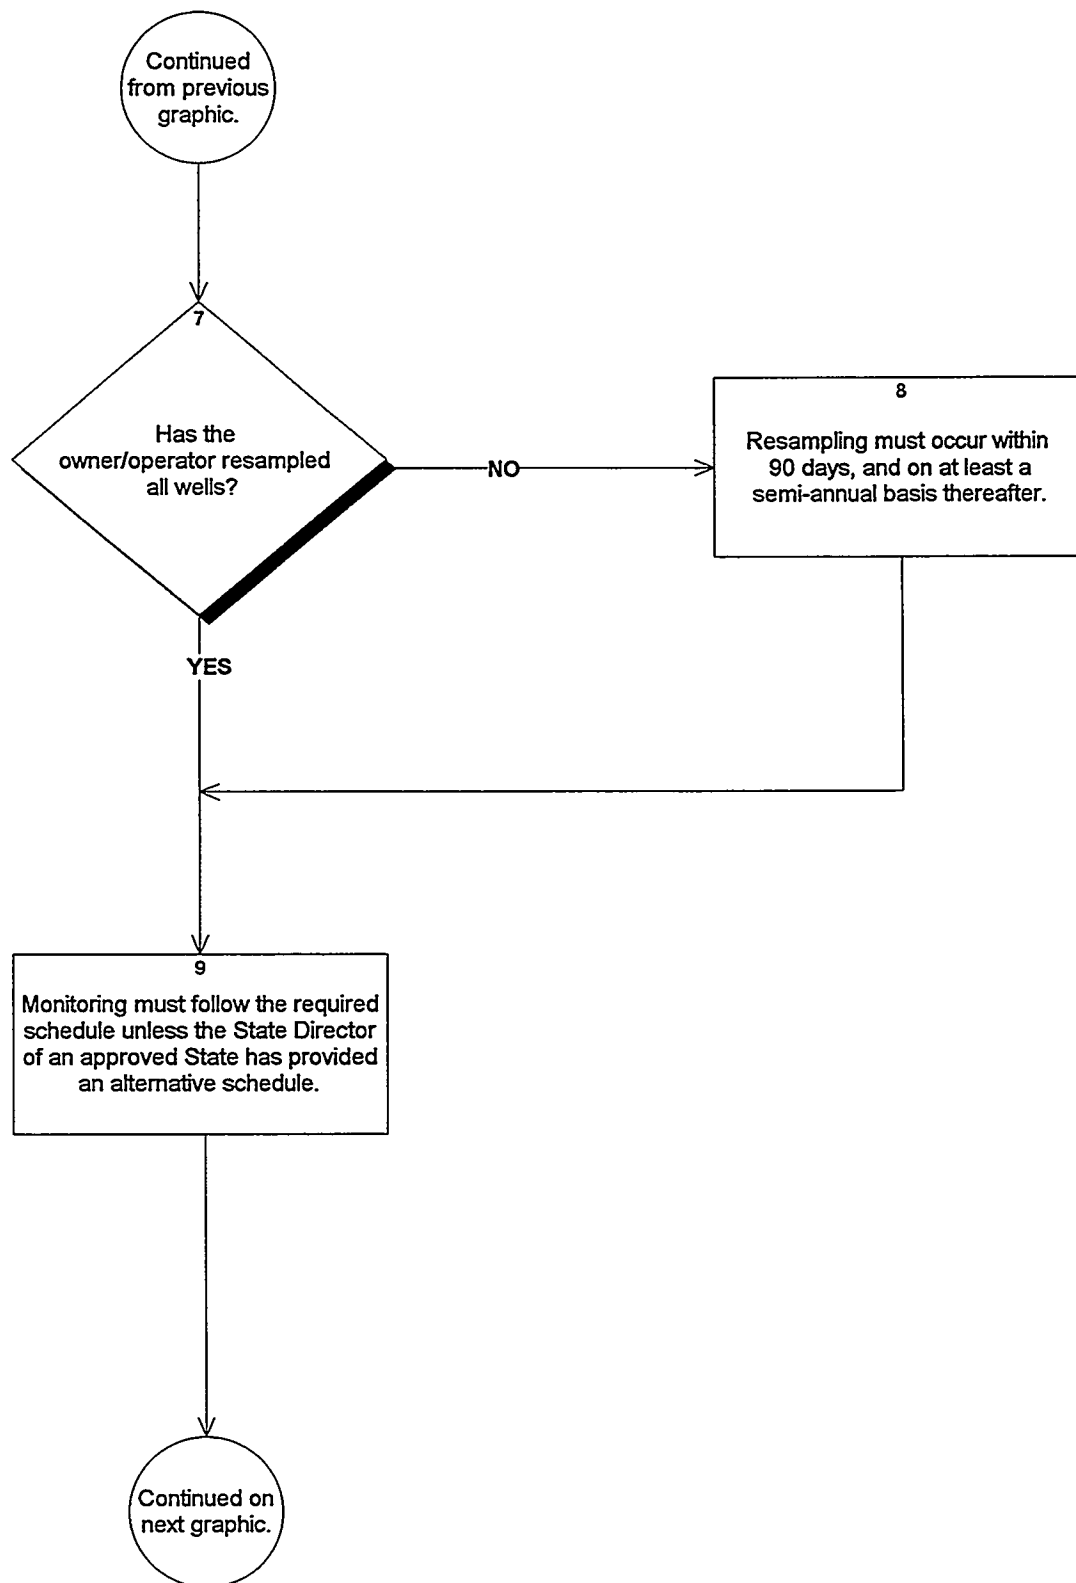 Continued
from previous
graphic.
7
Has the
owner/operator resampled
all wells?
NO
8
Resampling must occur within
90 days, and on at least a
semi-annual basis thereafter.
YES
9
Monitoring must follow the required
schedule unless the State Director
of an approved State has provided
an alternative schedule.
Continued on
next graphic.